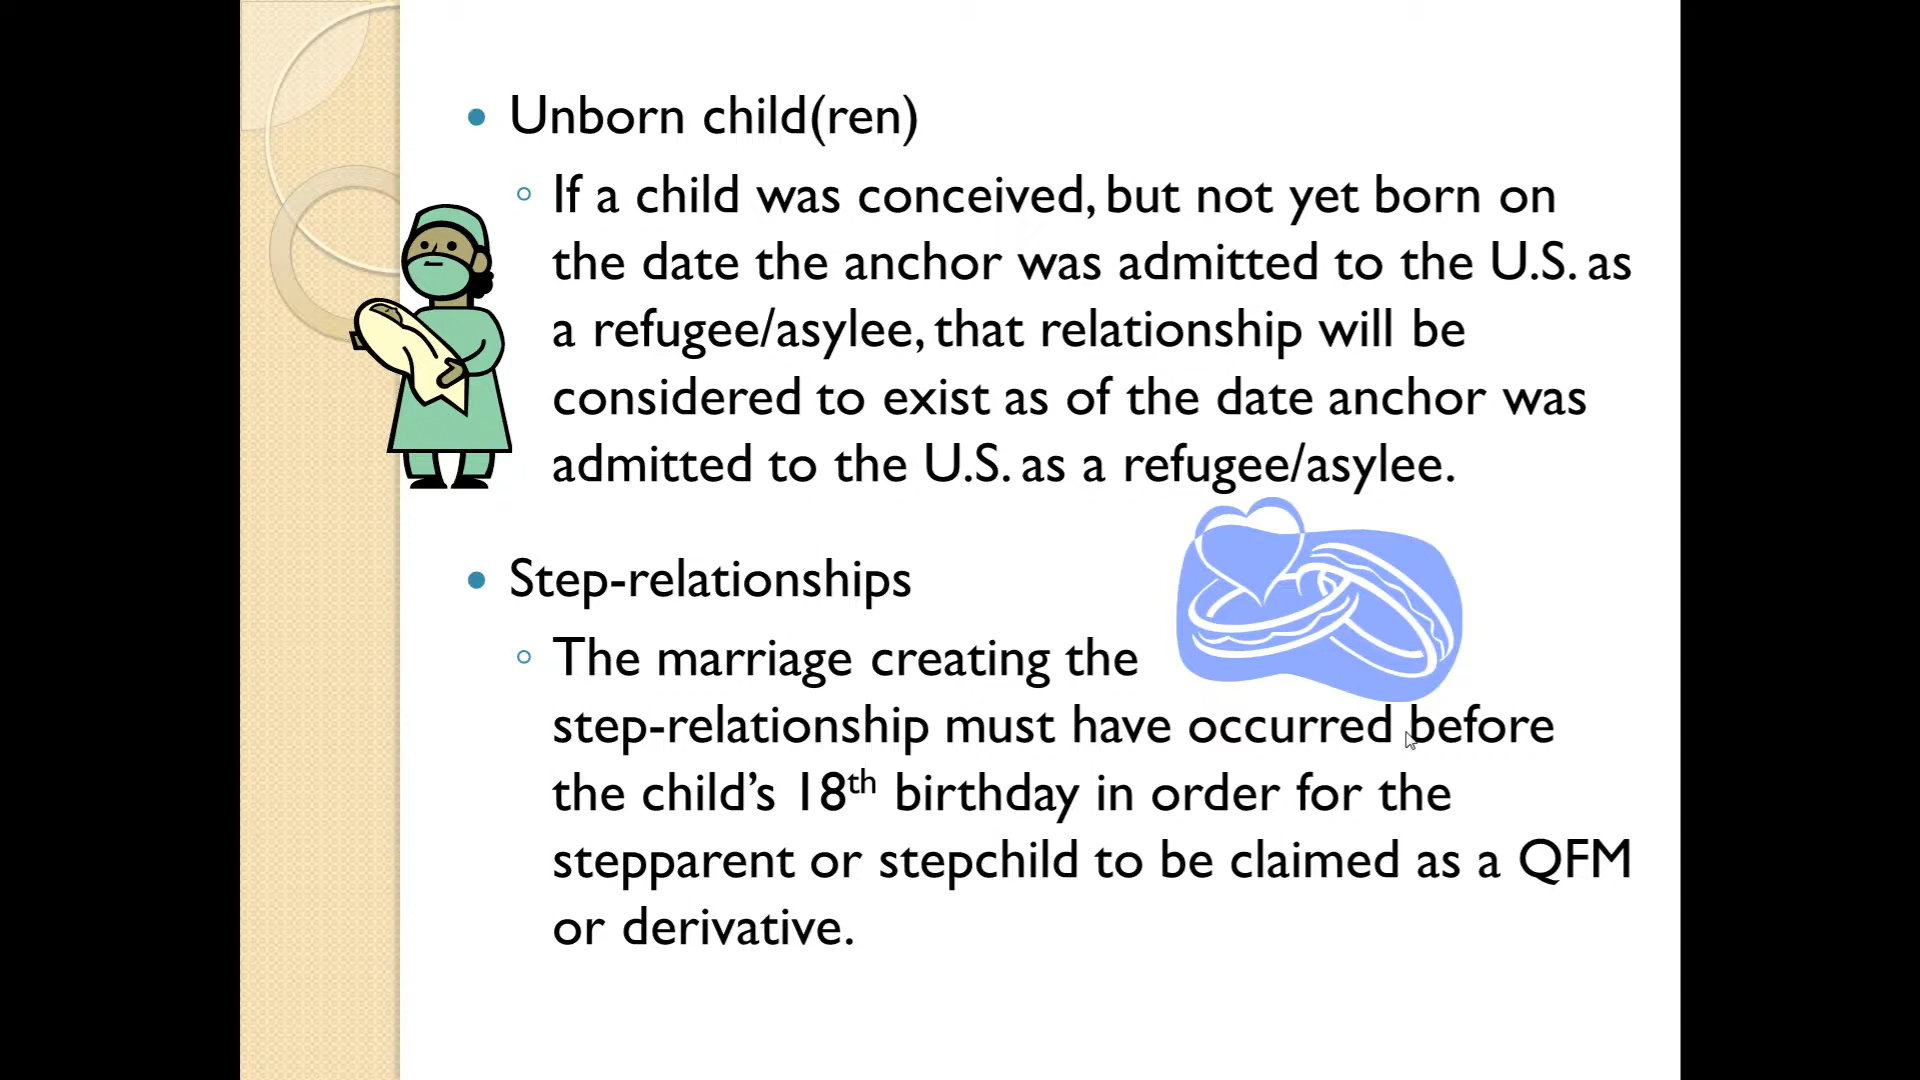 Unborn child(ren)
If a child was conceived, but not yet born on
the date the anchor was admitted to the U.S. as
a refugee/asylee, that relationship will be
considered to exist as of the date anchor was
admitted to the U.S. as a refugee/asylee.
Step-relationships
The marriage creating the
step-relationship must have occurred before
the child’s 18th birthday in order for the
stepparent or stepchild to be claimed as a QFM
or derivative.